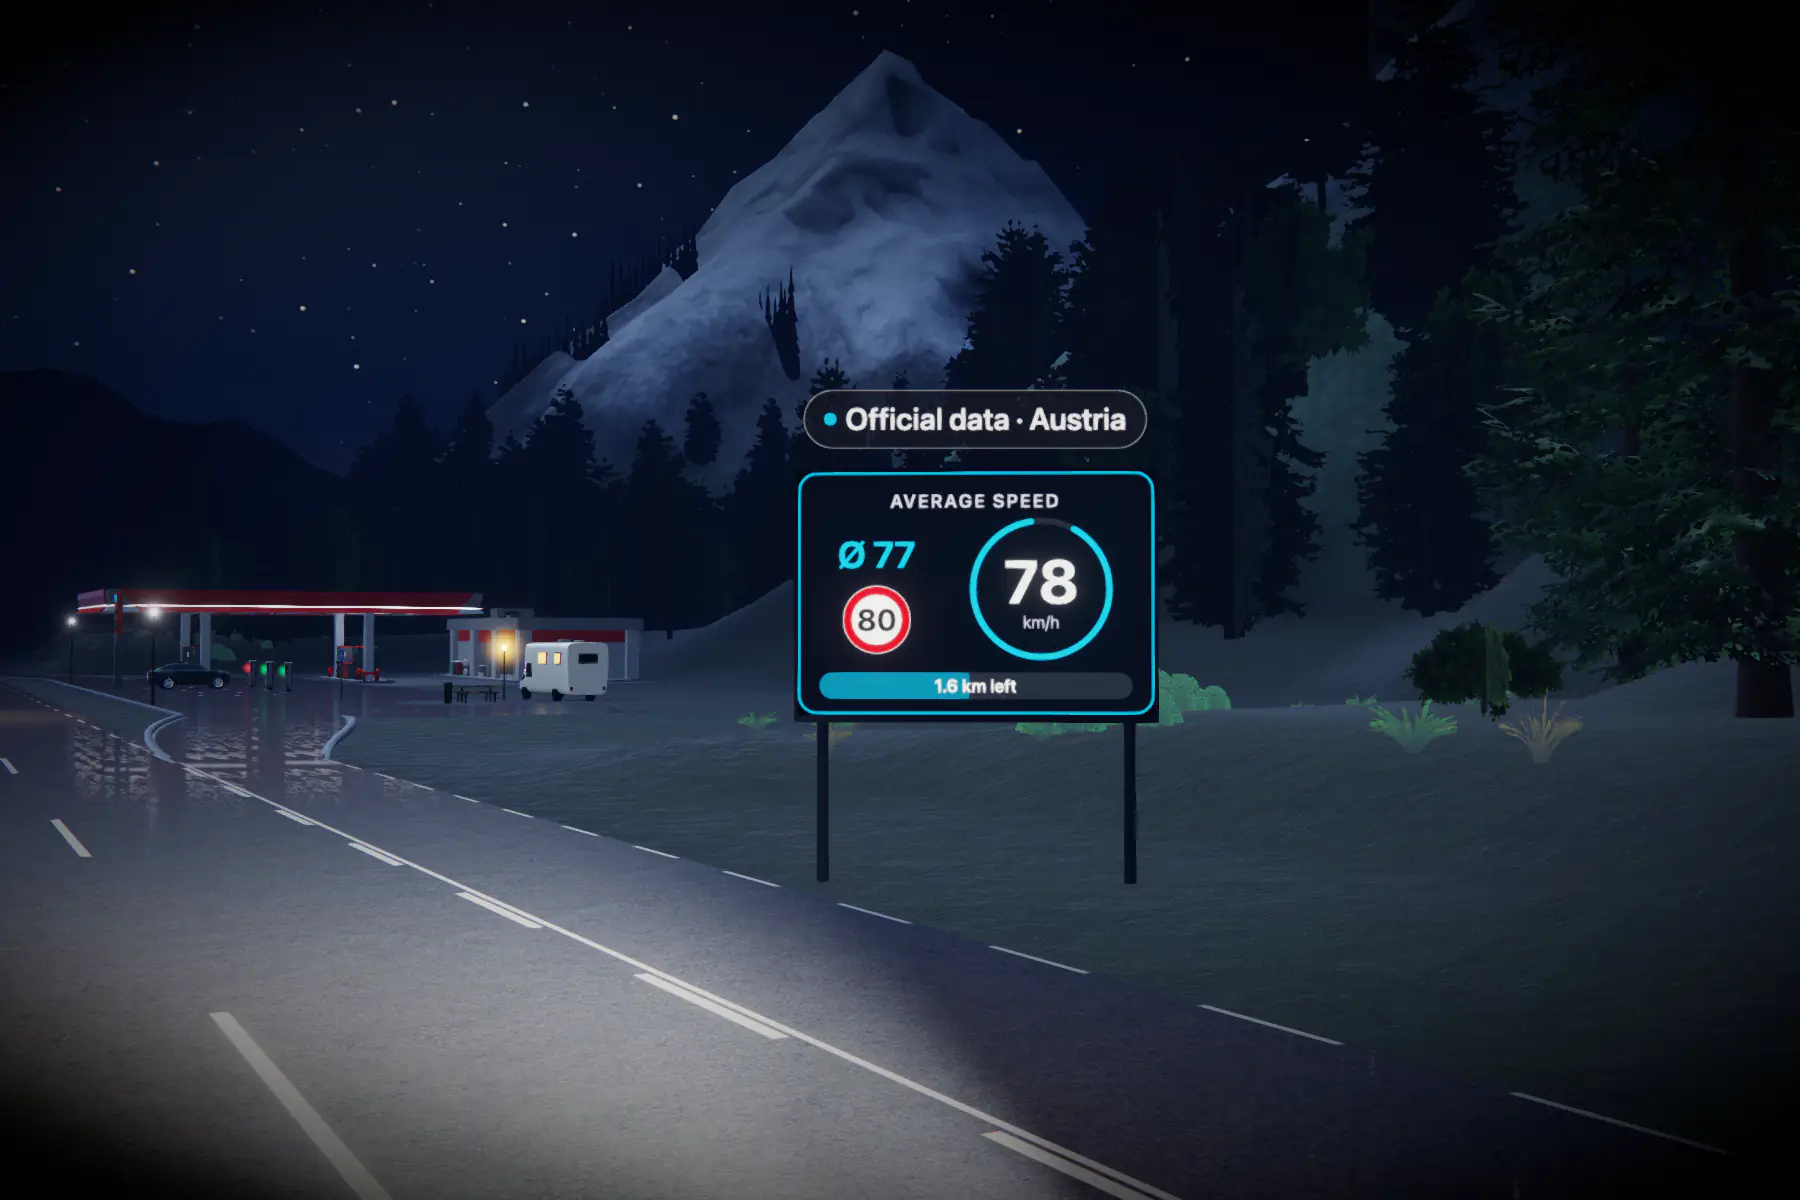 Official data · Austria
AVERAGE SPEED
Ø 77
80
78
km/h
1.6 km left